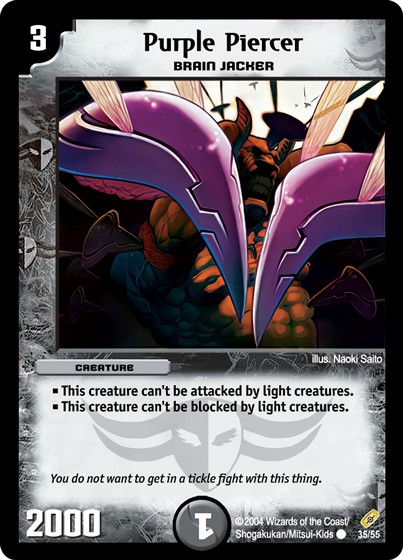 3
Purple Piercer
BRAIN JACKER
illus. Naoki Saito
CREATURE
▪ This creature can't be attacked by light creatures.
▪ This creature can't be blocked by light creatures.
You do not want to get in a tickle fight with this thing.
2000
1
©2004 Wizards of the Coast/
Shogakukan/Mitsui-Kids ● 35/55